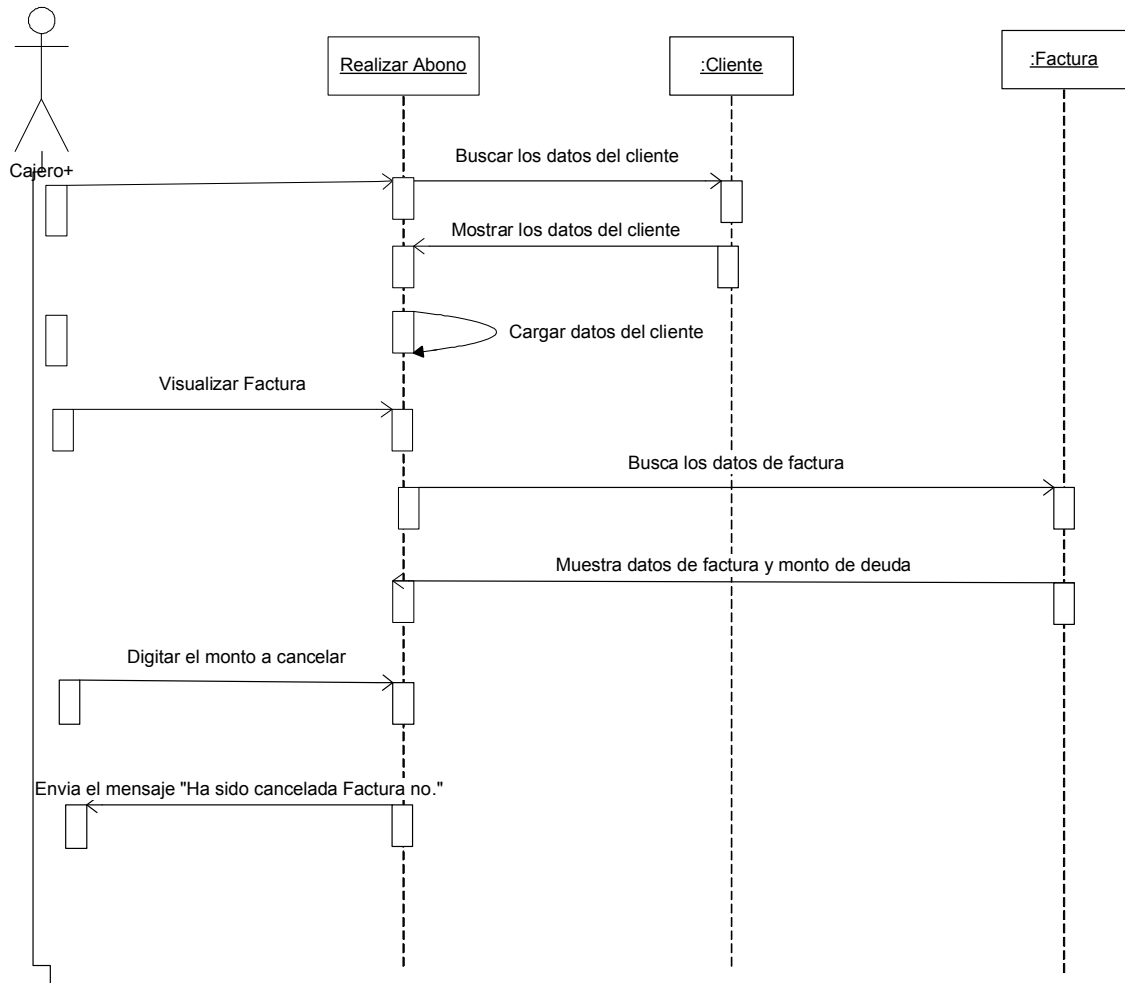 Realizar Abono
:Cliente
:Factura
Cajero+
Buscar los datos del cliente
Mostrar los datos del cliente
Cargar datos del cliente
Visualizar Factura
Busca los datos de factura
Muestra datos de factura y monto de deuda
Digitar el monto a cancelar
Envia el mensaje "Ha sido cancelada Factura no."